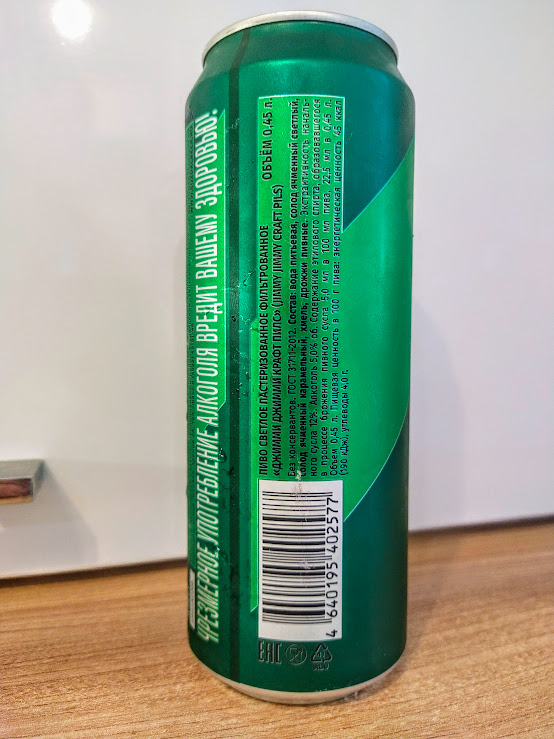 ЧРЕЗМЕРНОЕ УПОТРЕБЛЕНИЕ АЛКОГОЛЯ ВРЕДИТ ВАШЕМУ ЗДОРОВЬЮ!
ПИВО СВЕТЛОЕ ПАСТЕРИЗОВАННОЕ ФИЛЬТРОВАННОЕ
«ДЖИММИ ДЖИММИ КРАФТ ПИЛС» (JIMMY JIMMY CRAFT PILS) ОБЪЁМ 0,45 Л.
Без консервантов. ГОСТ 31711-2012. Состав: вода питьевая, солод ячменный светлый,
солод ячменный карамельный, хмель, дрожжи пивные. Экстрактивность началь-
ного сусла 12%. Алкоголь 5,0% об. Содержание этилового спирта, образовавшегося
в процессе брожения пивного сусла 5,0 мл в 100 мл пива, 22,5 мл в 0,45 л.
Объем 0,45 л. Пищевая ценность в 100 г пива: энергетическая ценность 45 ккал
(190 кДж), углеводы 4,0 г.
4 640195 402577
EAC